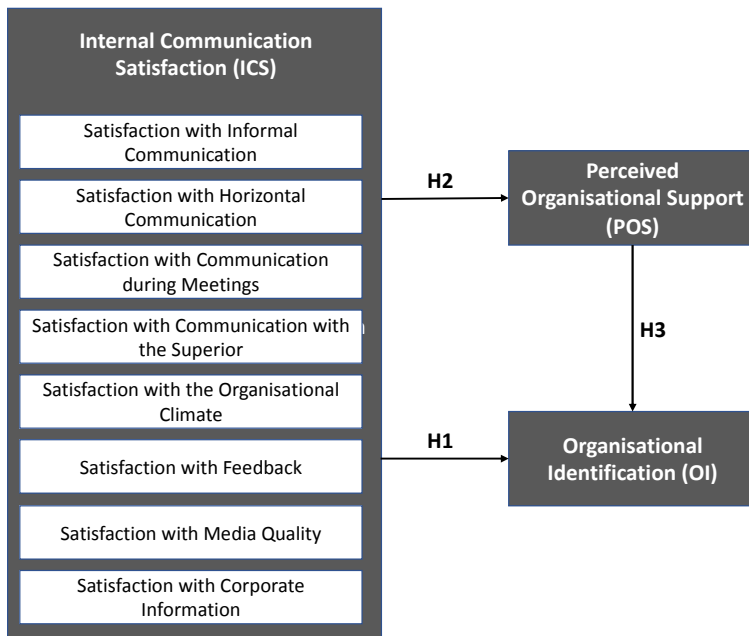 Internal Communication
Satisfaction (ICS)
Satisfaction with Informal
Communication
Satisfaction with Horizontal
Communication
Satisfaction with Communication
during Meetings
Satisfaction with Communication with
the Superior
Satisfaction with the Organisational
Climate
Satisfaction with Feedback
Satisfaction with Media Quality
Satisfaction with Corporate
Information
H2
Perceived
Organisational Support
(POS)
H3
H1
Organisational
Identification (OI)